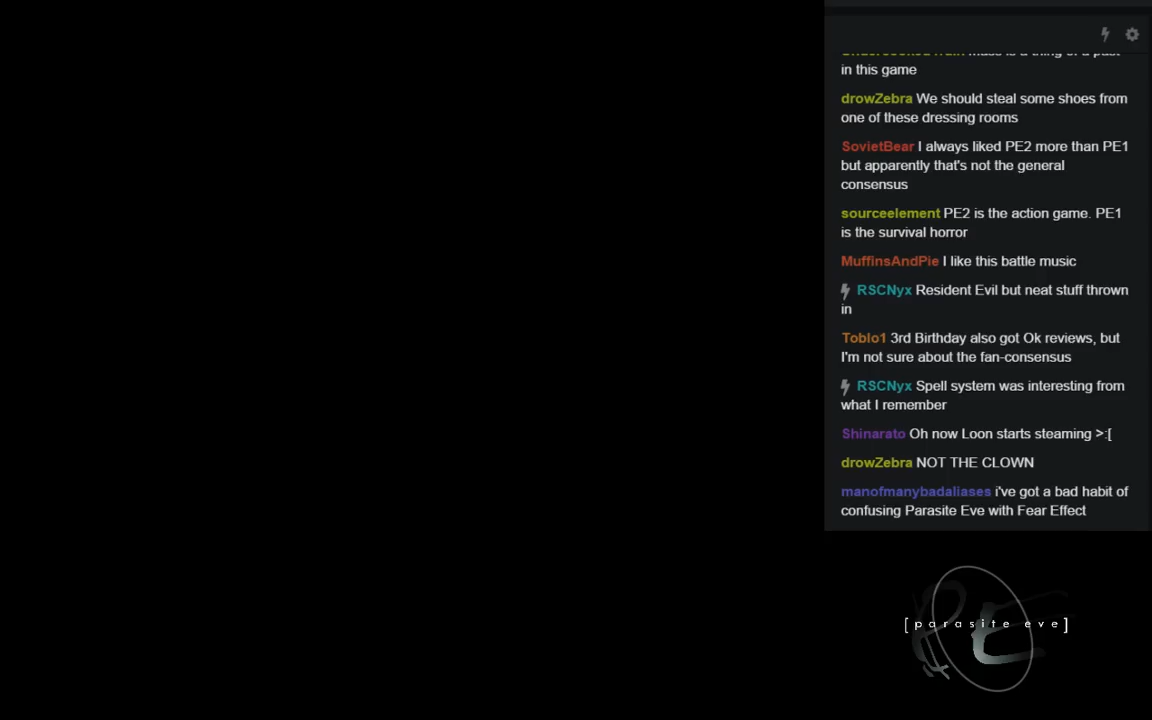 in this game
drowZebra We should steal some shoes from
one of these dressing rooms
SovietBear I always liked PE2 more than PE1
but apparently that's not the general
consensus
sourceelement PE2 is the action game. PE1
is the survival horror
MuffinsAndPie I like this battle music
RSCNyx Resident Evil but neat stuff thrown
in
Toblo1 3rd Birthday also got Ok reviews, but
I'm not sure about the fan-consensus
RSCNyx Spell system was interesting from
what I remember
Shinarato Oh now Loon starts steaming >:[
drowZebra NOT THE CLOWN
manofmanybadaliases i've got a bad habit of
confusing Parasite Eve with Fear Effect
[parasite eve]